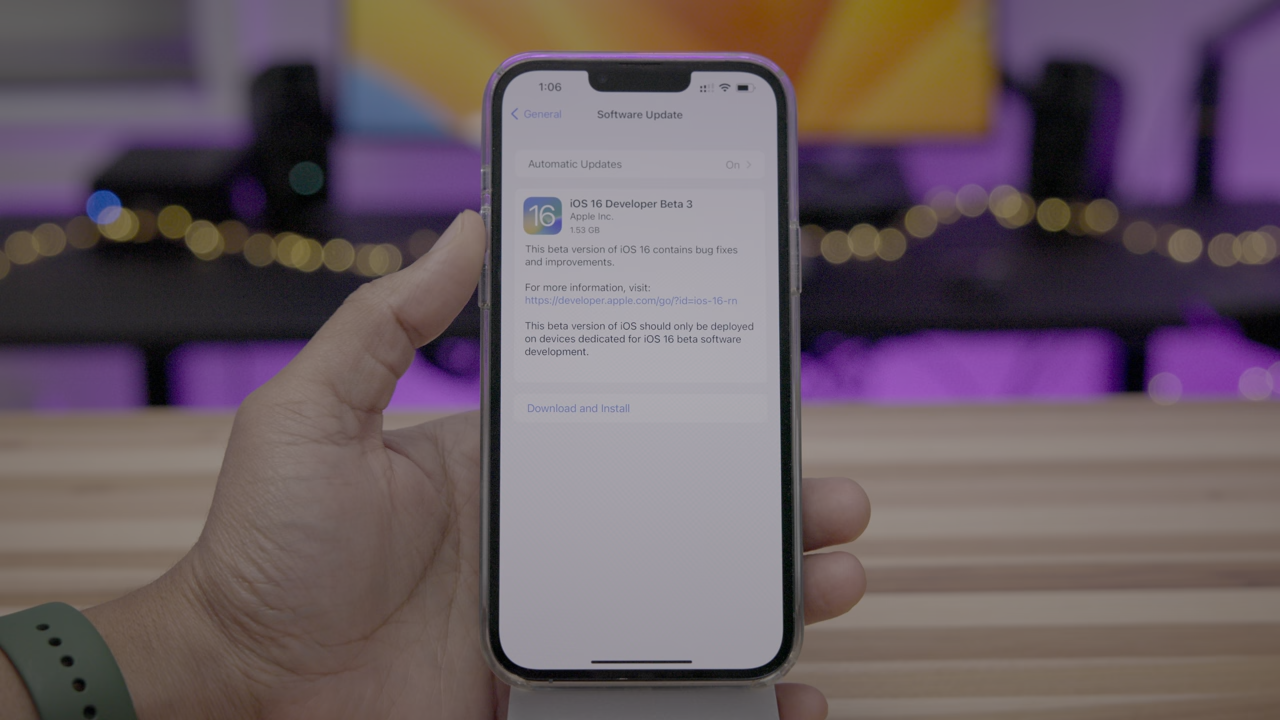 1:06
General
Software Update
Automatic Updates
On
16
iOS 16 Developer Beta 3
Apple Inc.
1.53 GB
This beta version of iOS 16 contains bug fixes
and improvements.
For more information, visit:
https://developer.apple.com/go/?id=ios-16-rn
This beta version of iOS should only be deployed
on devices dedicated for iOS 16 beta software
development.
Download and Install